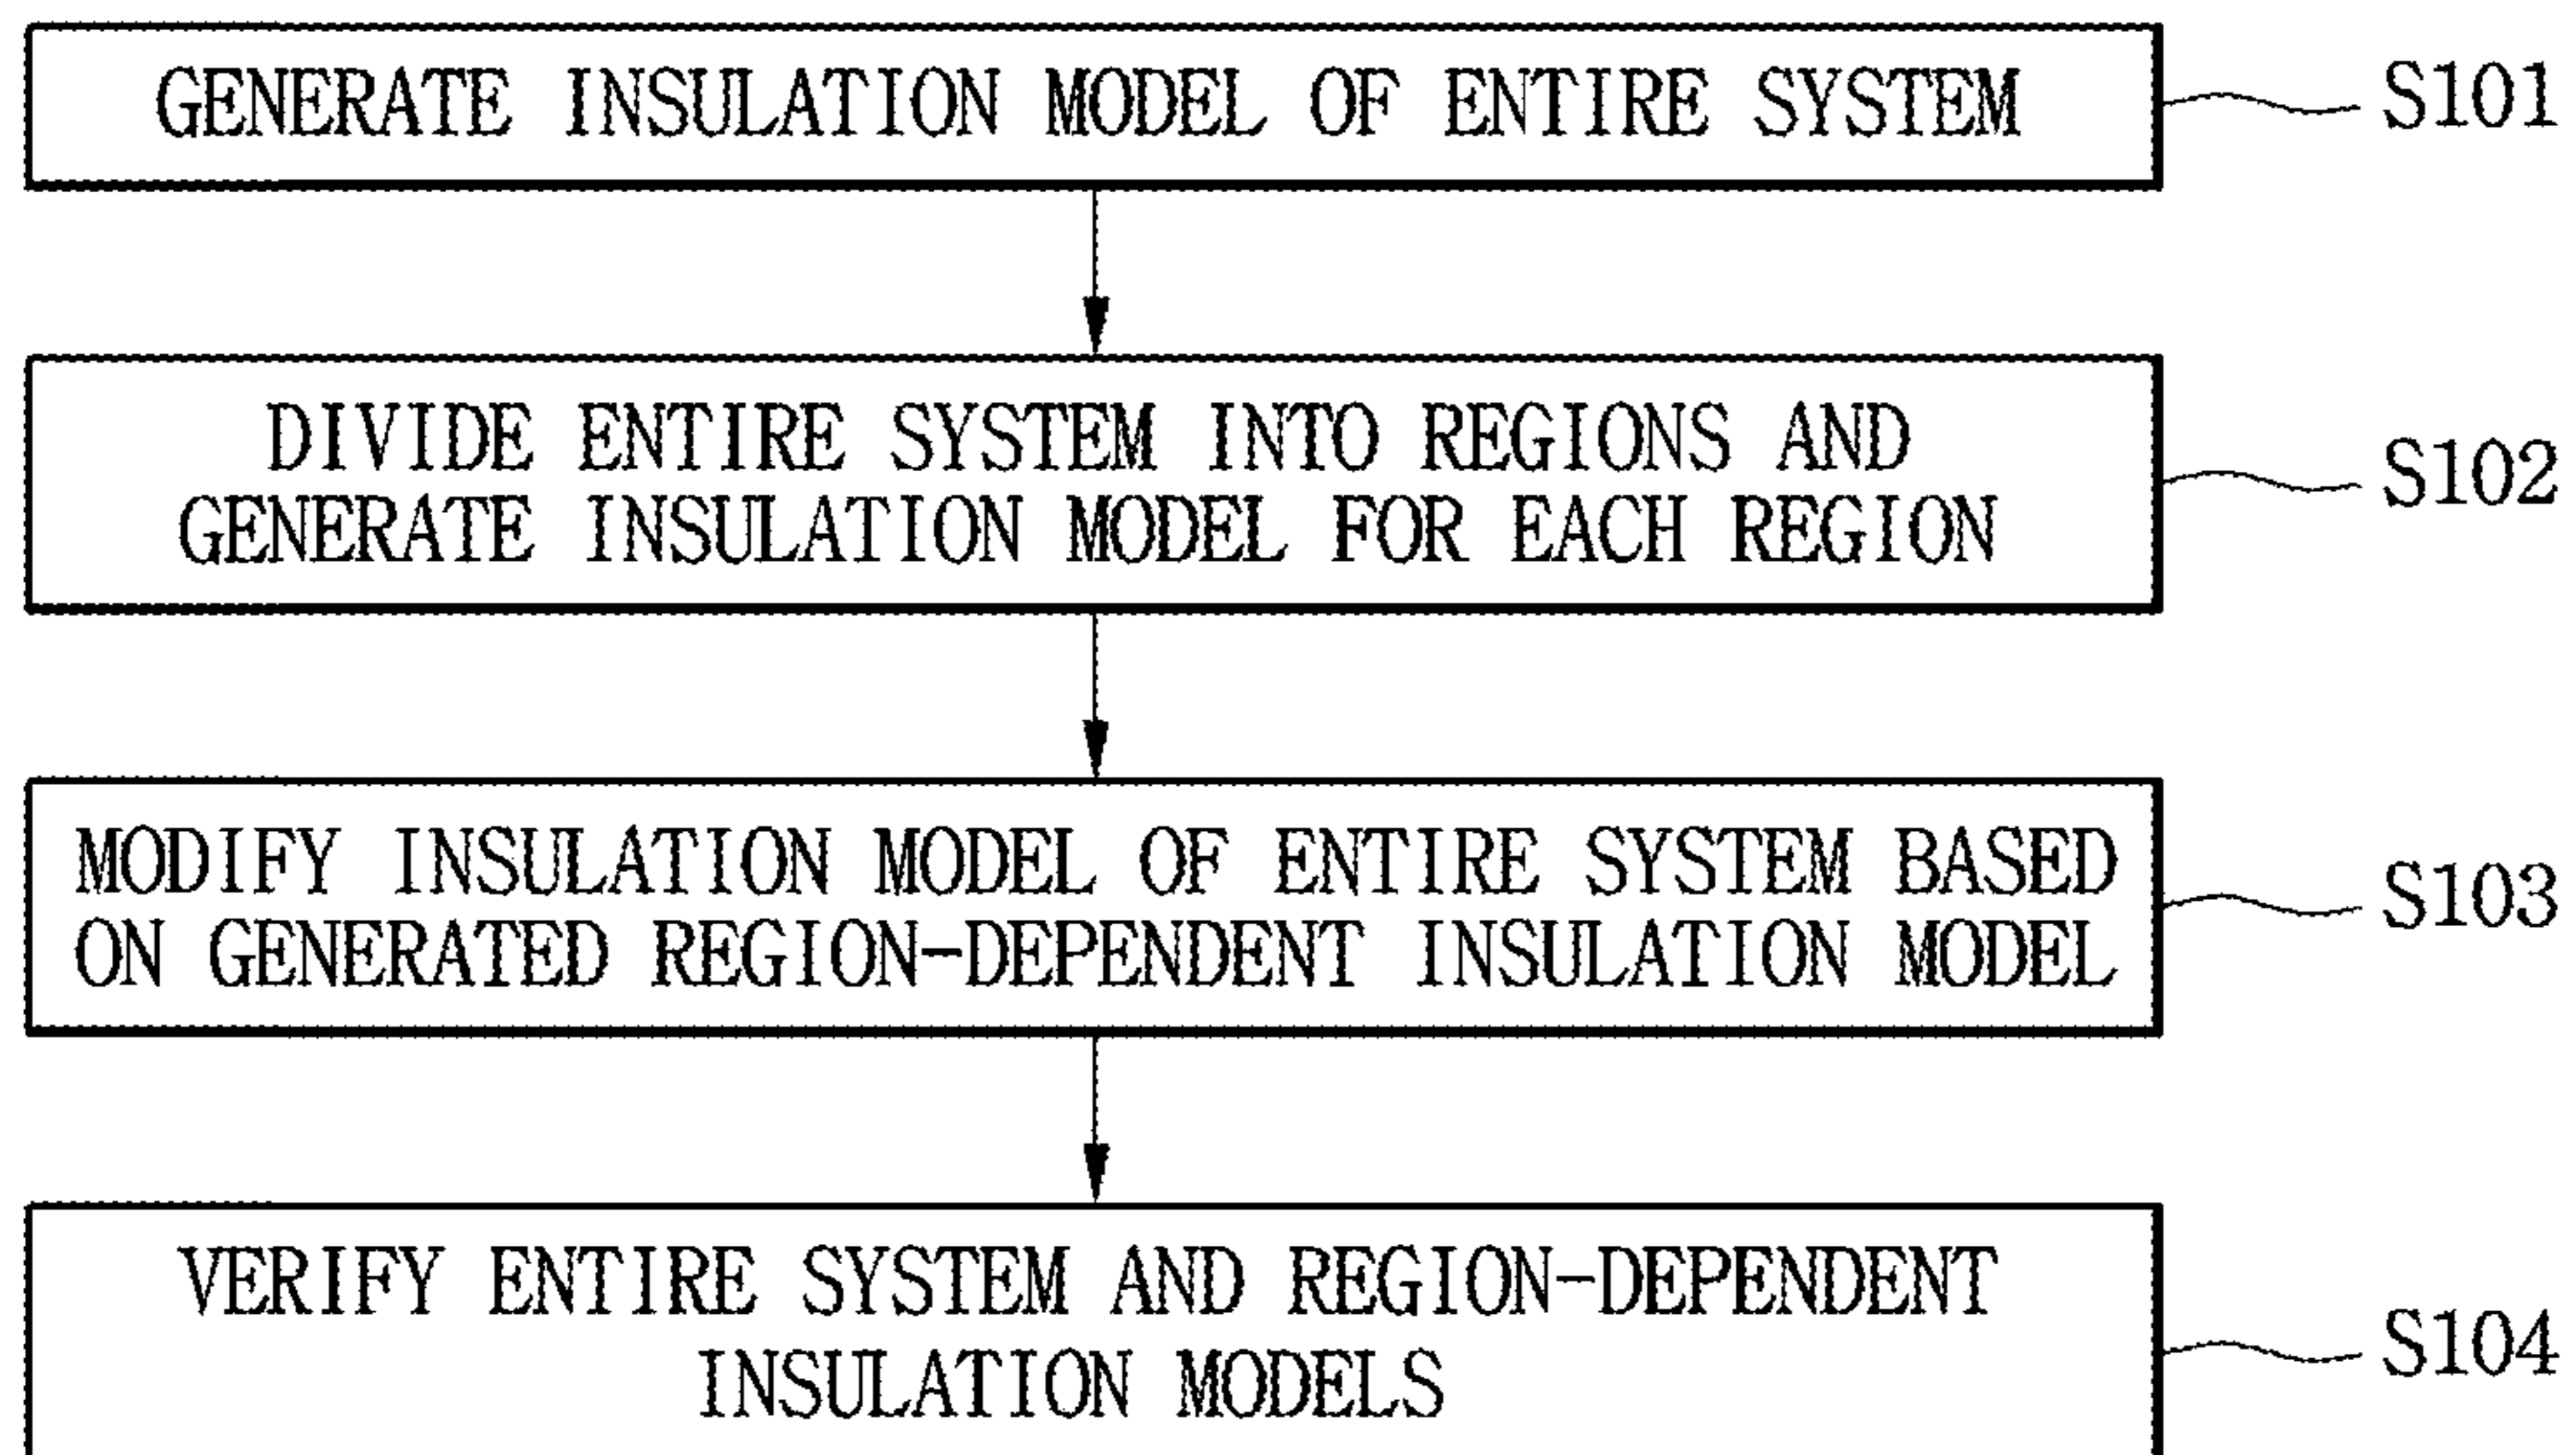 GENERATE INSULATION MODEL OF ENTIRE SYSTEM
S101
DIVIDE ENTIRE SYSTEM INTO REGIONS AND
GENERATE INSULATION MODEL FOR EACH REGION
S102
MODIFY INSULATION MODEL OF ENTIRE SYSTEM BASED
ON GENERATED REGION-DEPENDENT INSULATION MODEL
S103
VERIFY ENTIRE SYSTEM AND REGION-DEPENDENT
INSULATION MODELS
S104